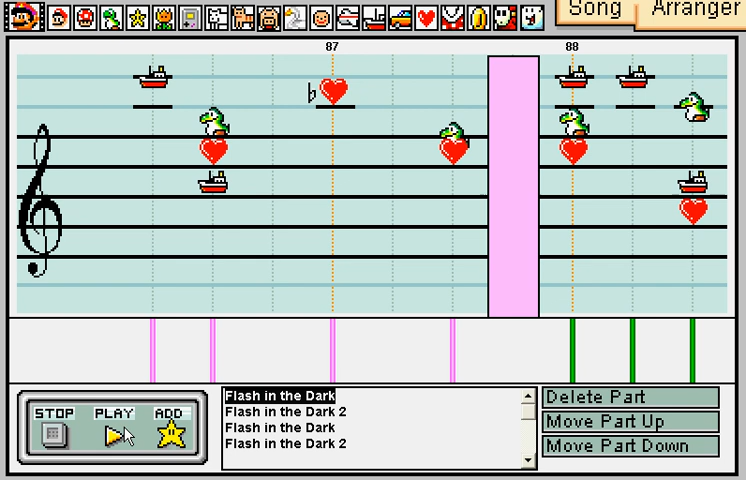 Song
Arranger
87
88
STOP
PLAY
ADD
Flash in the Dark
Flash in the Dark 2
Flash in the Dark
Flash in the Dark 2
Delete Part
Move Part Up
Move Part Down